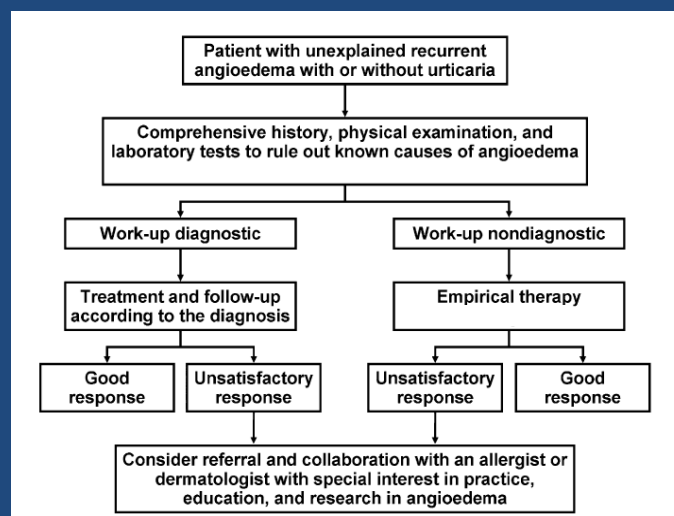 Patient with unexplained recurrent
angioedema with or without urticaria
Comprehensive history, physical examination, and
laboratory tests to rule out known causes of angioedema
Work-up diagnostic
Work-up nondiagnostic
Treatment and follow-up
according to the diagnosis
Empirical therapy
Good
response
Unsatisfactory
response
Unsatisfactory
response
Good
response
Consider referral and collaboration with an allergist or
dermatologist with special interest in practice,
education, and research in angioedema